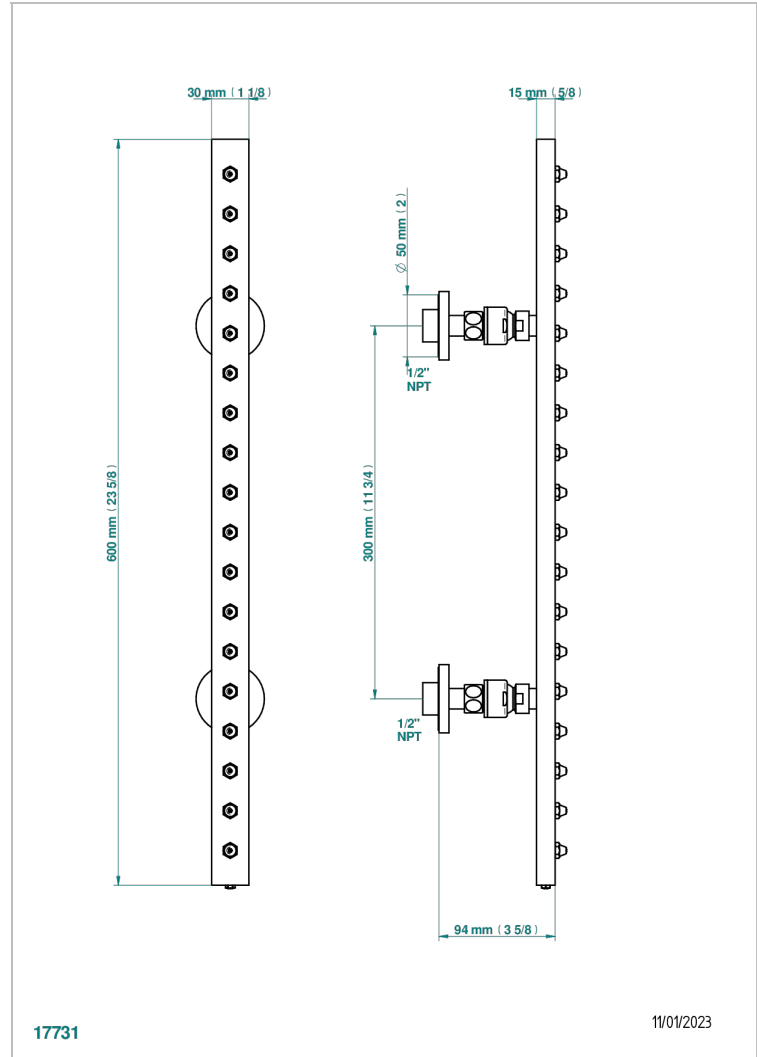 30 mm ( 1 1/8 )
15 mm ( 5/8 )
Ø 50 mm ( 2 )
1/2"
NPT
600 mm ( 23 5/8 )
300 mm ( 11 3/4 )
1/2"
NPT
94 mm ( 3 5/8 )
17731
11/01/2023